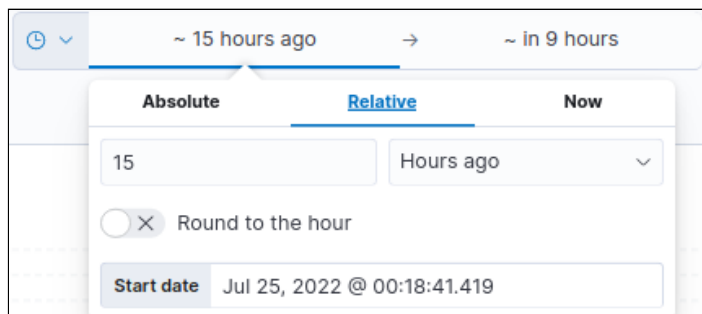 ~ 15 hours ago → ~ in 9 hours
Absolute Relative Now
15 Hours ago
Round to the hour
Start date Jul 25, 2022 @ 00:18:41.419